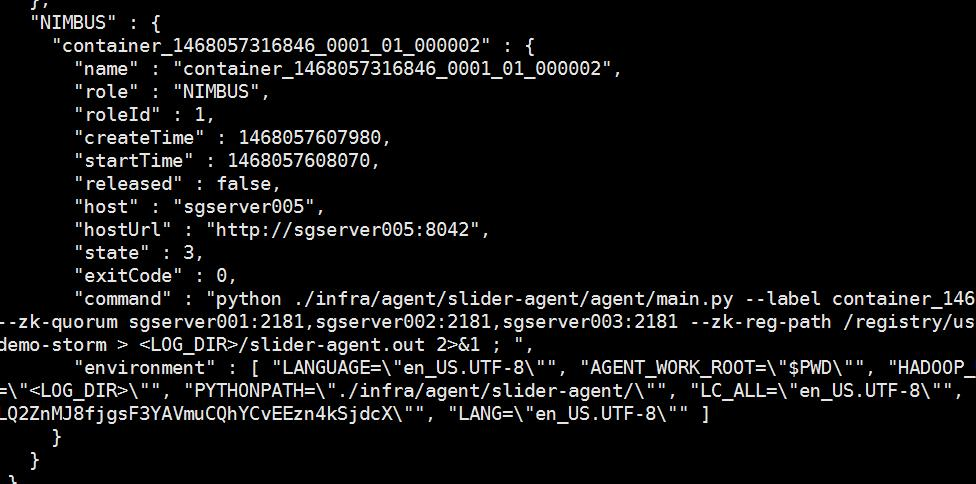 },
"NIMBUS" : {
"container_1468057316846_0001_01_000002" : {
"name" : "container_1468057316846_0001_01_000002",
"role" : "NIMBUS",
"roleId" : 1,
"createTime" : 1468057607980,
"startTime" : 1468057608070,
"released" : false,
"host" : "sgserver005",
"hostUrl" : "http://sgserver005:8042",
"state" : 3,
"exitCode" : 0,
"command" : "python ./infra/agent/slider-agent/agent/main.py --label container_146
--zk-quorum sgserver001:2181,sgserver002:2181,sgserver003:2181 --zk-reg-path /registry/us
demo-storm > <LOG_DIR>/slider-agent.out 2>&1 ; ",
"environment" : [ "LANGUAGE=\"en_US.UTF-8\"", "AGENT_WORK_ROOT=\"$PWD\"", "HADOOP_
=\"<LOG_DIR>\"", "PYTHONPATH=\"./infra/agent/slider-agent/\"", "LC_ALL=\"en_US.UTF-8\"",
LQ2ZnMJ8fjgsF3YAVmuCQhYCvEEzn4kSjdcX\"", "LANG=\"en_US.UTF-8\"" ]
}
}
}